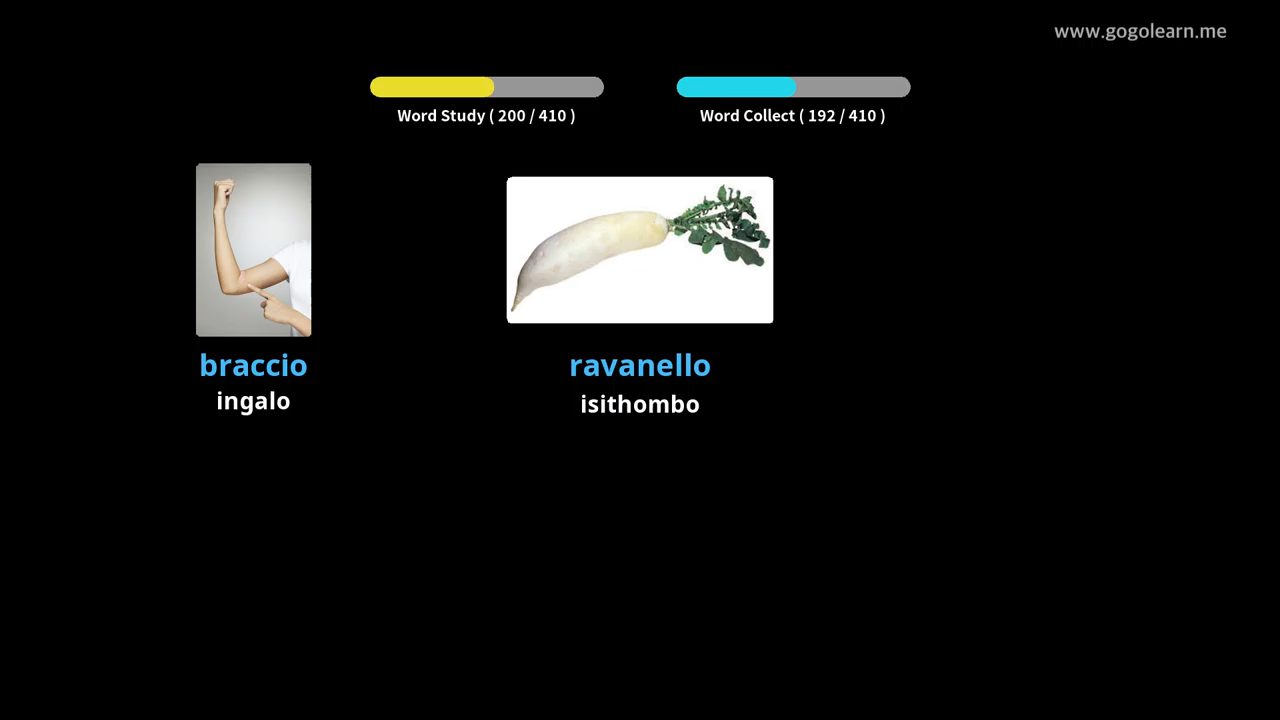 www.gogolearn.me
Word Study ( 200 / 410 )
Word Collect ( 192 / 410 )
braccio
ingalo
ravanello
isithombo